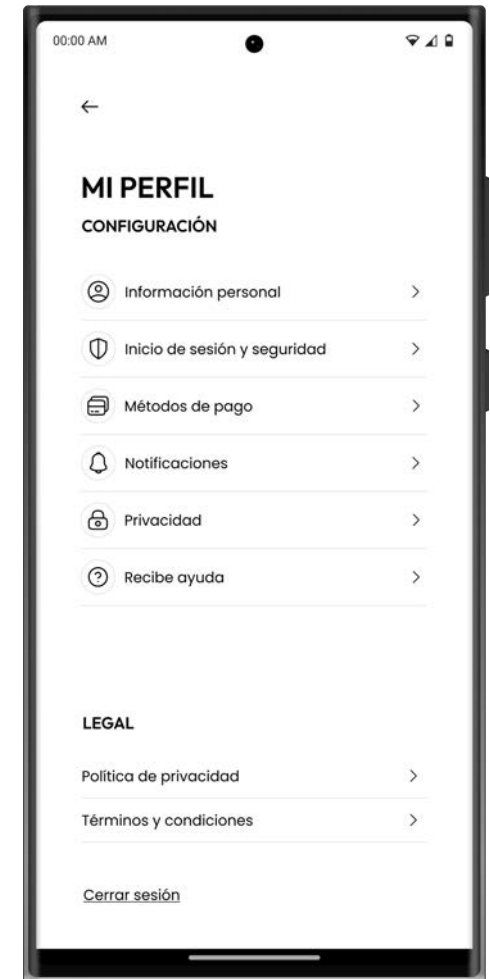 00:00 AM
MI PERFIL
CONFIGURACIÓN
Información personal
Inicio de sesión y seguridad
Métodos de pago
Notificaciones
Privacidad
Recibe ayuda
LEGAL
Política de privacidad
Términos y condiciones
Cerrar sesión